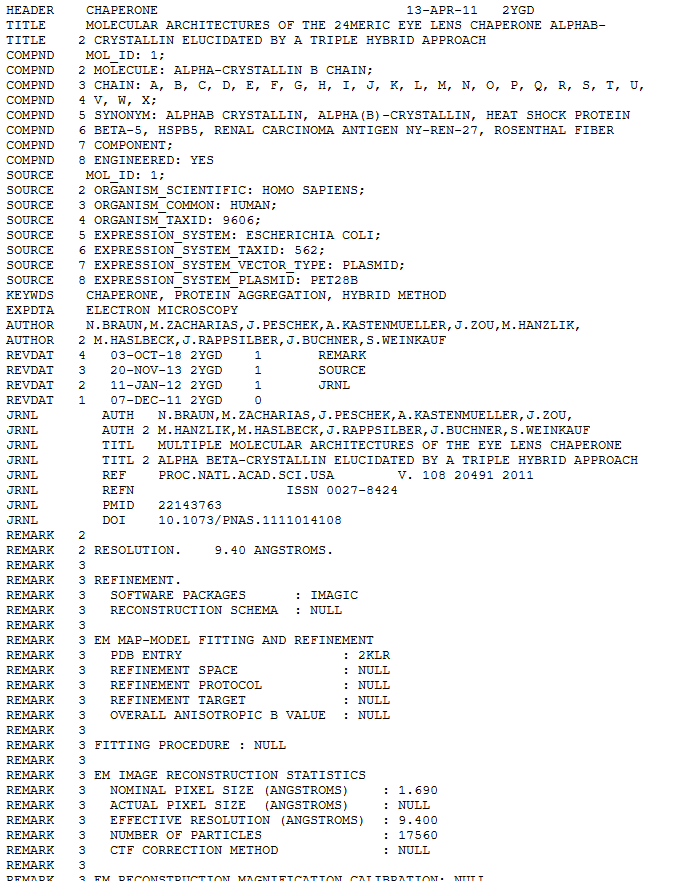 HEADER    CHAPERONE                               13-APR-11   2YGD
TITLE     MOLECULAR ARCHITECTURES OF THE 24MERIC EYE LENS CHAPERONE ALPHAB-
TITLE    2 CRYSTALLIN ELUCIDATED BY A TRIPLE HYBRID APPROACH
COMPND    MOL_ID: 1;
COMPND   2 MOLECULE: ALPHA-CRYSTALLIN B CHAIN;
COMPND   3 CHAIN: A, B, C, D, E, F, G, H, I, J, K, L, M, N, O, P, Q, R, S, T, U,
COMPND   4 V, W, X;
COMPND   5 SYNONYM: ALPHAB CRYSTALLIN, ALPHA(B)-CRYSTALLIN, HEAT SHOCK PROTEIN
COMPND   6 BETA-5, HSPB5, RENAL CARCINOMA ANTIGEN NY-REN-27, ROSENTHAL FIBER
COMPND   7 COMPONENT;
COMPND   8 ENGINEERED: YES
SOURCE    MOL_ID: 1;
SOURCE   2 ORGANISM_SCIENTIFIC: HOMO SAPIENS;
SOURCE   3 ORGANISM_COMMON: HUMAN;
SOURCE   4 ORGANISM_TAXID: 9606;
SOURCE   5 EXPRESSION_SYSTEM: ESCHERICHIA COLI;
SOURCE   6 EXPRESSION_SYSTEM_TAXID: 562;
SOURCE   7 EXPRESSION_SYSTEM_VECTOR_TYPE: PLASMID;
SOURCE   8 EXPRESSION_SYSTEM_PLASMID: PET28B
KEYWDS    CHAPERONE, PROTEIN AGGREGATION, HYBRID METHOD
EXPDTA    ELECTRON MICROSCOPY
AUTHOR    N.BRAUN,M.ZACHARIAS,J.PESCHEK,A.KASTENMUELLER,J.ZOU,M.HANZLIK,
AUTHOR   2 M.HASLBECK,J.RAPPSILBER,J.BUCHNER,S.WEINKAUF
REVDAT   4   03-OCT-18 2YGD    1       REMARK
REVDAT   3   20-NOV-13 2YGD    1       SOURCE
REVDAT   2   11-JAN-12 2YGD    1       JRNL
REVDAT   1   07-DEC-11 2YGD    0
JRNL        AUTH   N.BRAUN,M.ZACHARIAS,J.PESCHEK,A.KASTENMUELLER,J.ZOU,
JRNL        AUTH 2 M.HANZLIK,M.HASLBECK,J.RAPPSILBER,J.BUCHNER,S.WEINKAUF
JRNL        TITL   MULTIPLE MOLECULAR ARCHITECTURES OF THE EYE LENS CHAPERONE
JRNL        TITL 2 ALPHA BETA-CRYSTALLIN ELUCIDATED BY A TRIPLE HYBRID APPROACH
JRNL        REF    PROC.NATL.ACAD.SCI.USA        V. 108 20491 2011
JRNL        REFN                   ISSN 0027-8424
JRNL        PMID   22143763
JRNL        DOI    10.1073/PNAS.1111014108
REMARK   2
REMARK   2 RESOLUTION.    9.40 ANGSTROMS.
REMARK   3
REMARK   3 REFINEMENT.
REMARK   3   SOFTWARE PACKAGES      : IMAGIC
REMARK   3   RECONSTRUCTION SCHEMA  : NULL
REMARK   3
REMARK   3 EM MAP-MODEL FITTING AND REFINEMENT
REMARK   3   PDB ENTRY                    : 2KLR
REMARK   3   REFINEMENT SPACE             : NULL
REMARK   3   REFINEMENT PROTOCOL          : NULL
REMARK   3   REFINEMENT TARGET            : NULL
REMARK   3   OVERALL ANISOTROPIC B VALUE  : NULL
REMARK   3
REMARK   3 FITTING PROCEDURE : NULL
REMARK   3
REMARK   3 EM IMAGE RECONSTRUCTION STATISTICS
REMARK   3   NOMINAL PIXEL SIZE (ANGSTROMS)    : 1.690
REMARK   3   ACTUAL PIXEL SIZE  (ANGSTROMS)    : NULL
REMARK   3   EFFECTIVE RESOLUTION (ANGSTROMS)  : 9.400
REMARK   3   NUMBER OF PARTICLES               : 17560
REMARK   3   CTF CORRECTION METHOD             : NULL
REMARK   3
REMARK   3 EM RECONSTRUCTION MAGNIFICATION CALIBRATION: NULL